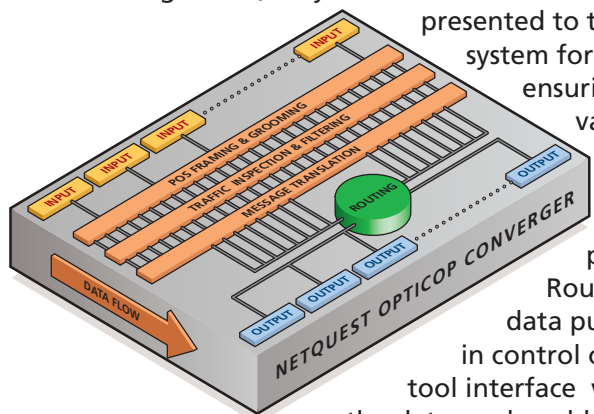 presented to t
system for
ensuri
va
INPUT
INPUT
INPUT
INPUT
POS FRAMING & GROOMING
TRAFFIC INSPECTION & FILTERING
MESSAGE TRANSLATION
ROUTING
OUTPUT
OUTPUT
OUTPUT
OUTPUT
DATA FLOW
NETQUEST OPTICOP CONVERGER
p
Rou
data pu
in control o
tool interface v